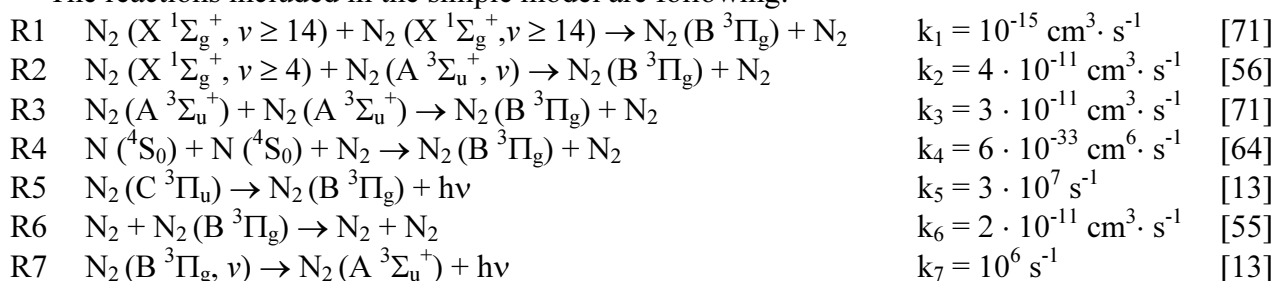 The reactions included in the simple model are following:
R1 N₂ (X ¹Σg⁺, v ≥ 14) + N₂ (X ¹Σg⁺,v ≥ 14) → N₂ (B ³Πg) + N₂ k₁ = 10⁻¹⁵ cm³· s⁻¹ [71]
R2 N₂ (X ¹Σg⁺, v ≥ 4) + N₂ (A ³Σu⁺, v) → N₂ (B ³Πg) + N₂ k₂ = 4 · 10⁻¹¹ cm³· s⁻¹ [56]
R3 N₂ (A ³Σu⁺) + N₂ (A ³Σu⁺) → N₂ (B ³Πg) + N₂ k₃ = 3 · 10⁻¹¹ cm³· s⁻¹ [71]
R4 N (⁴S₀) + N (⁴S₀) + N₂ → N₂ (B ³Πg) + N₂ k₄ = 6 · 10⁻³³ cm⁶· s⁻¹ [64]
R5 N₂ (C ³Πu) → N₂ (B ³Πg) + hν k₅ = 3 · 10⁷ s⁻¹ [13]
R6 N₂ + N₂ (B ³Πg) → N₂ + N₂ k₆ = 2 · 10⁻¹¹ cm³· s⁻¹ [55]
R7 N₂ (B ³Πg, v) → N₂ (A ³Σu⁺) + hν k₇ = 10⁶ s⁻¹ [13]